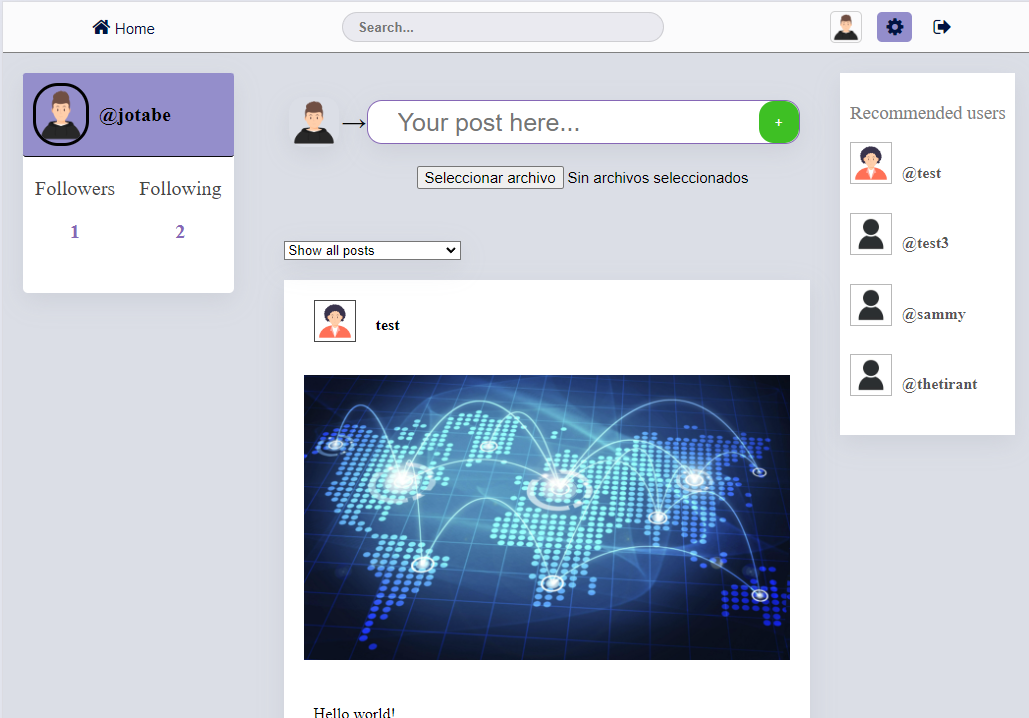 Home
Search...
@jotabe
Followers Following
1 2
→ Your post here... +
Seleccionar archivo Sin archivos seleccionados
Show all posts
test
Hello world!
Recommended users
@test
@test3
@sammy
@thetirant